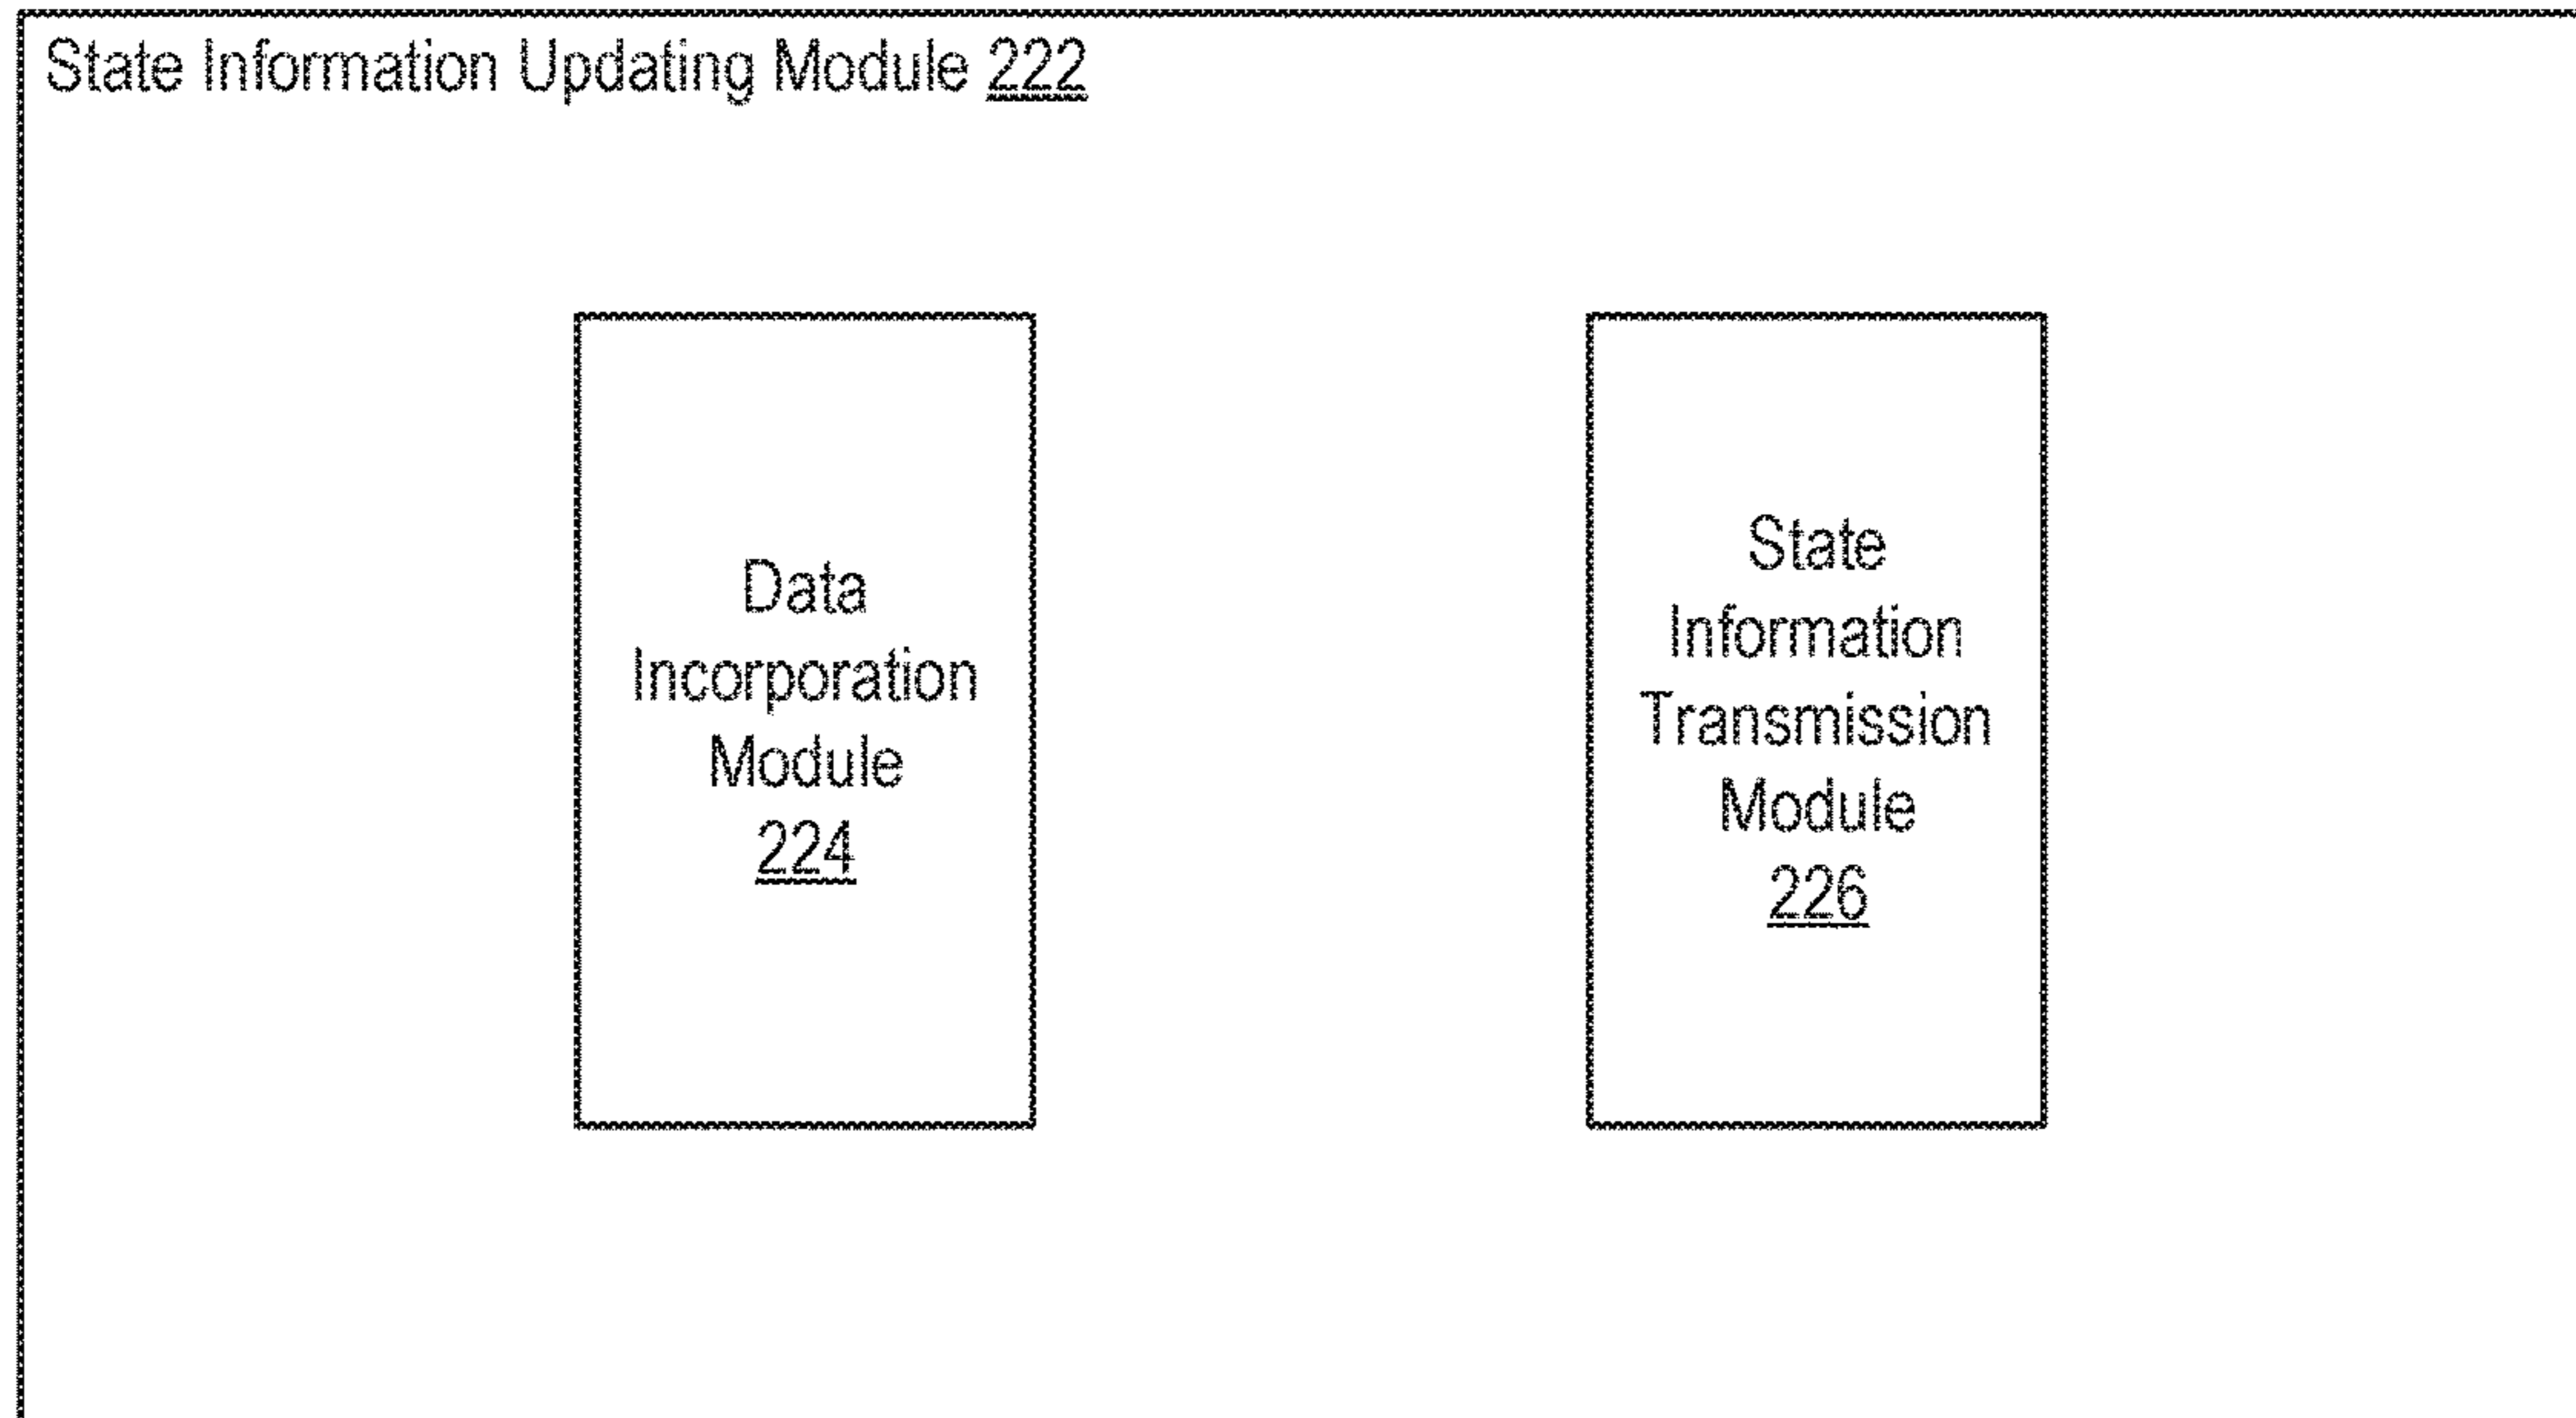 State Information Updating Module 222
Data
Incorporation
Module
224
State
Information
Transmission
Module
226